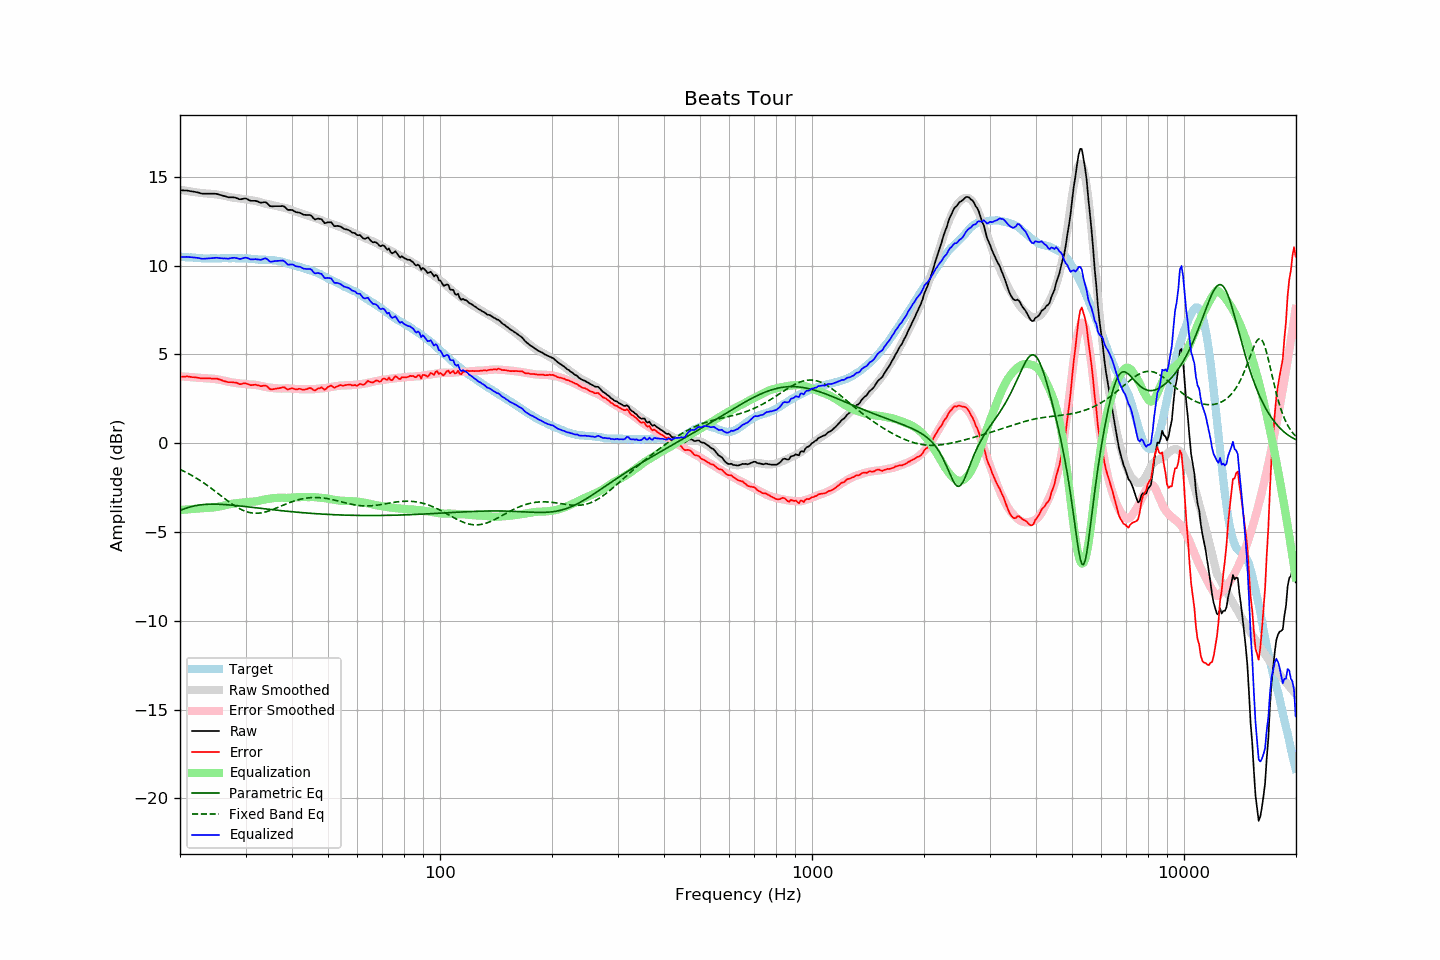 Beats Tour
Amplitude (dBr)
15
10
5
0
−5
−10
−15
−20
Target
Raw Smoothed
Error Smoothed
Raw
Error
Equalization
Parametric Eq
Fixed Band Eq
Equalized
100
1000
10000
Frequency (Hz)